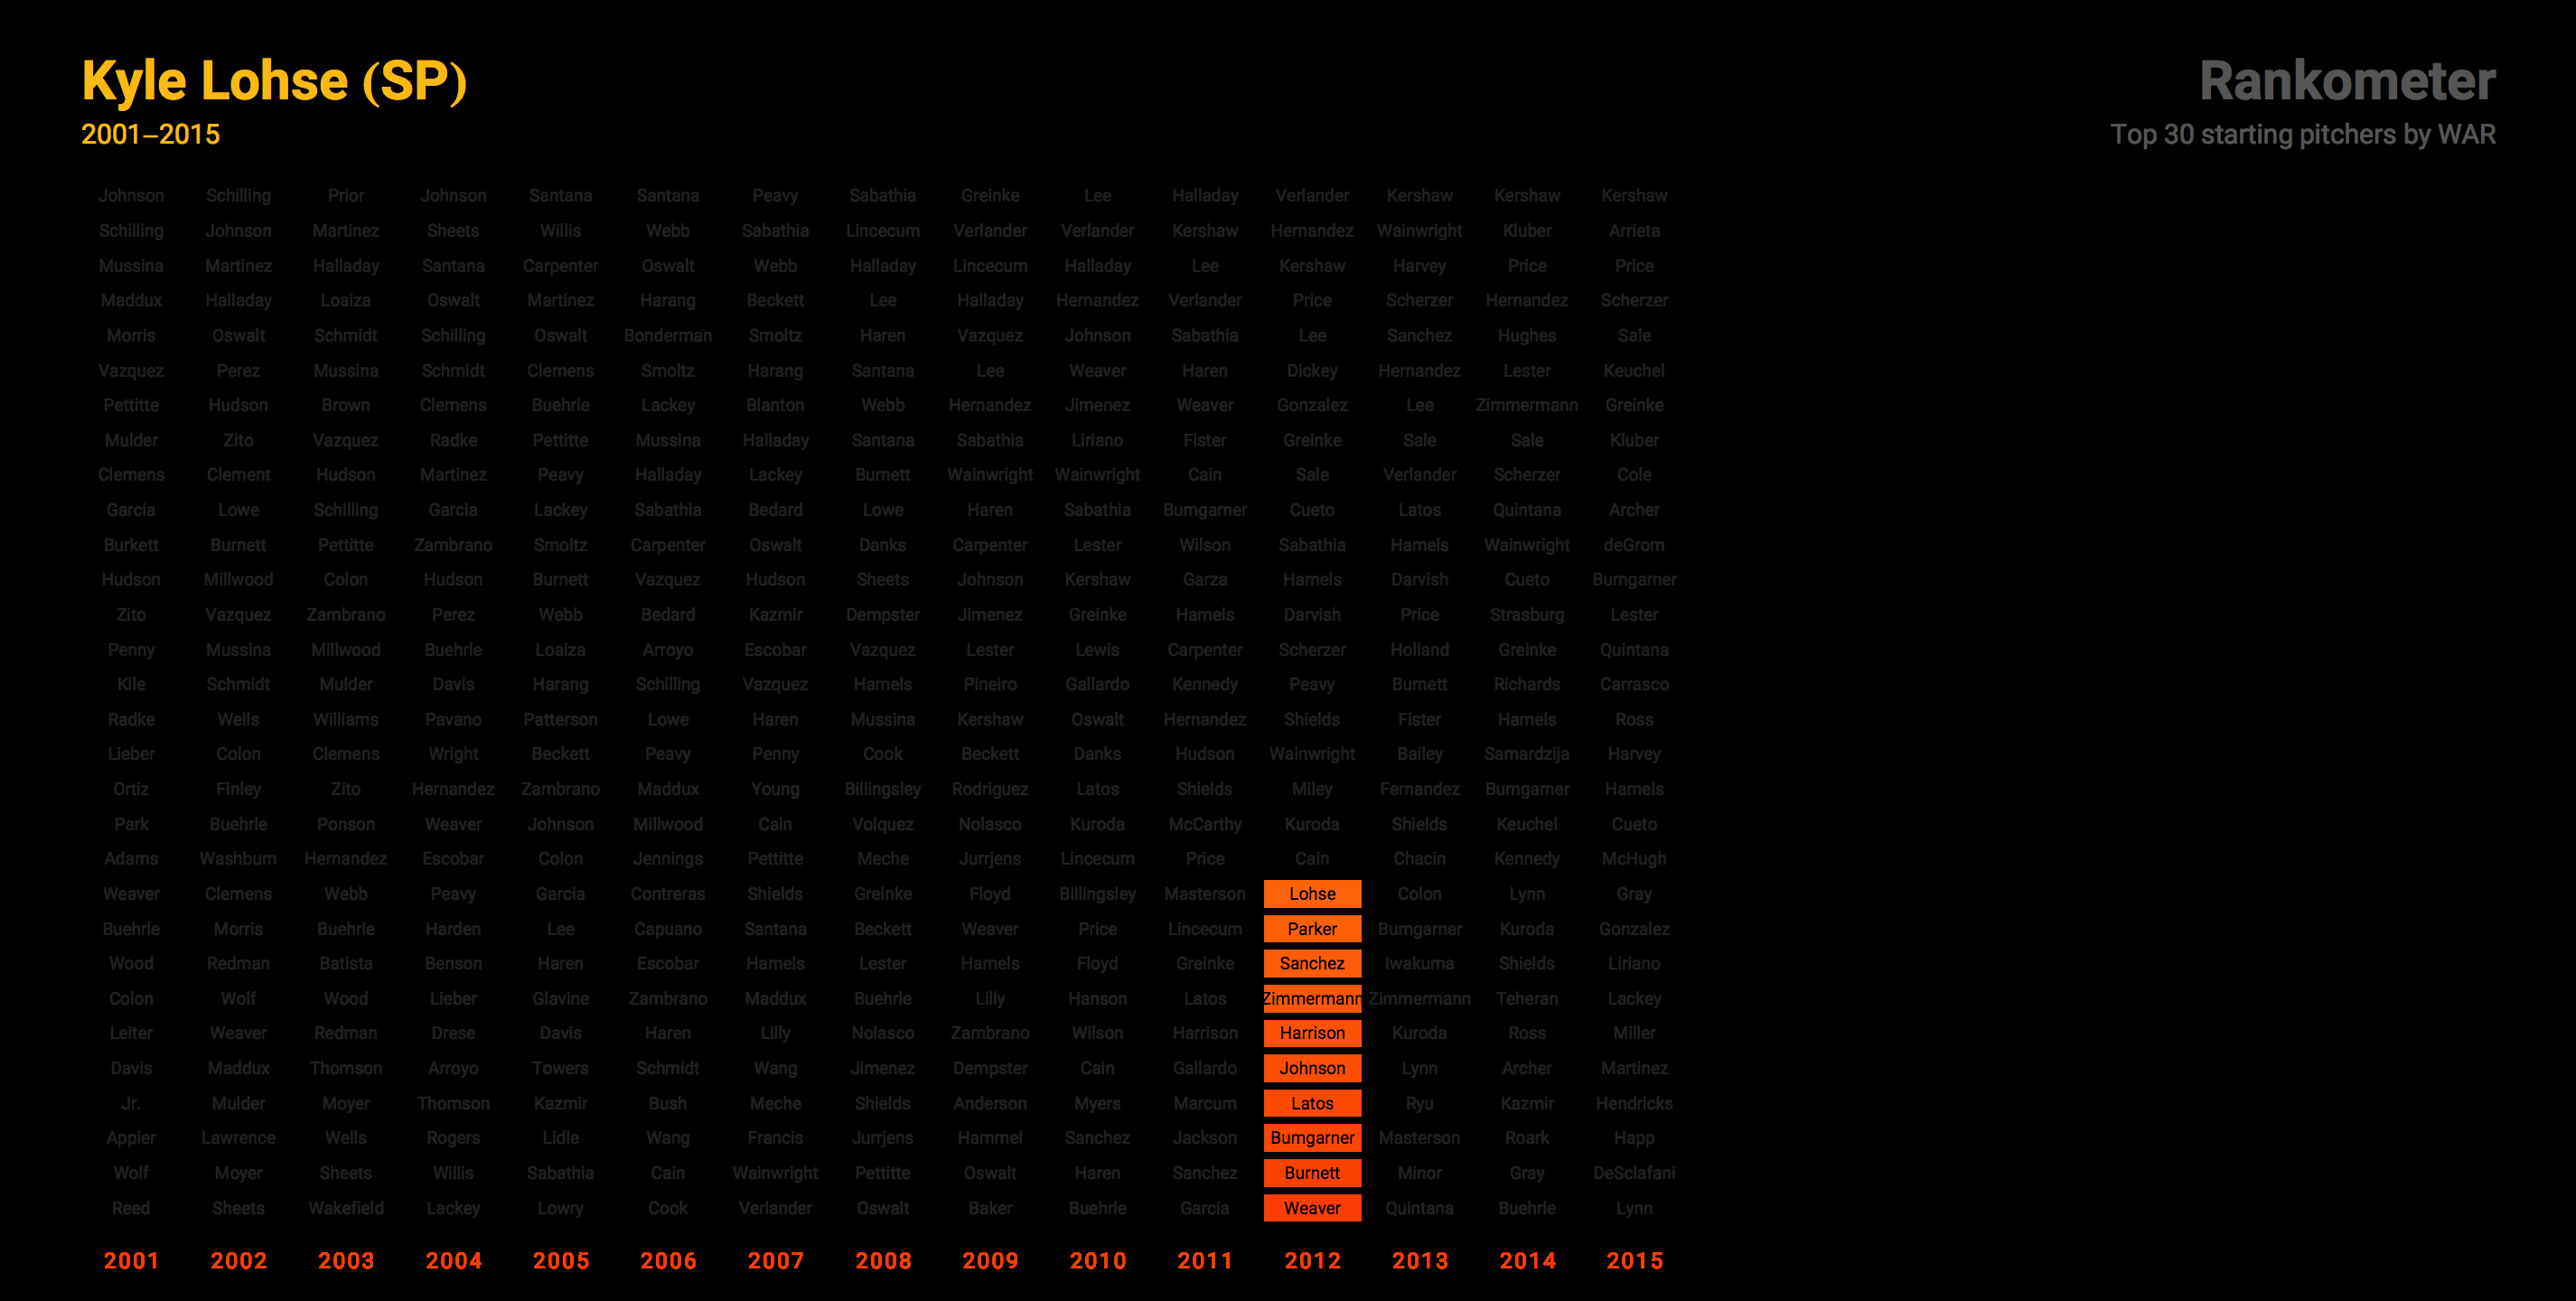 Kyle Lohse (SP)
2001–2015
Rankometer
Top 30 starting pitchers by WAR
Johnson Schilling Prior Johnson Santana Santana Peavy Sabathia Greinke Lee Halladay Verlander Kershaw Kershaw Kershaw
Schilling Johnson Martinez Sheets Willis Webb Sabathia Lincecum Verlander Verlander Kershaw Hernandez Wainwright Kluber Arrieta
Mussina Martinez Halladay Santana Carpenter Oswalt Webb Halladay Lincecum Halladay Lee Kershaw Harvey Price Price
Maddux Halladay Loaiza Oswalt Martinez Harang Beckett Lee Halladay Hernandez Verlander Price Scherzer Hernandez Scherzer
Morris Oswalt Schmidt Schilling Oswalt Bonderman Smoltz Haren Vazquez Johnson Sabathia Lee Sanchez Hughes Sale
Vazquez Perez Mussina Schmidt Clemens Smoltz Harang Santana Lee Weaver Haren Dickey Hernandez Lester Keuchel
Pettitte Hudson Brown Clemens Buehrle Lackey Blanton Webb Hernandez Jimenez Weaver Gonzalez Lee Zimmermann Greinke
Mulder Zito Vazquez Radke Pettitte Mussina Halladay Santana Sabathia Liriano Fister Greinke Sale Sale Kluber
Clemens Clement Hudson Martinez Peavy Halladay Lackey Burnett Wainwright Wainwright Cain Sale Verlander Scherzer Cole
Garcia Lowe Schilling Garcia Lackey Sabathia Bedard Lowe Haren Sabathia Bumgarner Cueto Latos Quintana Archer
Burkett Burnett Pettitte Zambrano Smoltz Carpenter Oswalt Danks Carpenter Lester Wilson Sabathia Hamels Wainwright deGrom
Hudson Millwood Colon Hudson Burnett Vazquez Hudson Sheets Johnson Kershaw Garza Hamels Darvish Cueto Bumgarner
Zito Vazquez Zambrano Perez Webb Bedard Kazmir Dempster Jimenez Greinke Hamels Darvish Price Strasburg Lester
Penny Mussina Millwood Buehrle Loaiza Arroyo Escobar Vazquez Lester Lewis Carpenter Scherzer Holland Greinke Quintana
Kile Schmidt Mulder Davis Harang Schilling Vazquez Hamels Pineiro Gallardo Kennedy Peavy Burnett Richards Carrasco
Radke Wells Williams Pavano Patterson Lowe Haren Mussina Kershaw Oswalt Hernandez Shields Fister Hamels Ross
Lieber Colon Clemens Wright Beckett Peavy Penny Cook Beckett Danks Hudson Wainwright Bailey Samardzija Harvey
Ortiz Finley Zito Hernandez Zambrano Maddux Young Billingsley Rodriguez Latos Shields Miley Fernandez Bumgarner Hamels
Park Buehrle Ponson Weaver Johnson Millwood Cain Volquez Nolasco Kuroda McCarthy Kuroda Shields Keuchel Cueto
Adams Washburn Hernandez Escobar Colon Jennings Pettitte Meche Jurrjens Lincecum Price Cain Chacin Kennedy McHugh
Weaver Clemens Webb Peavy Garcia Contreras Shields Greinke Floyd Billingsley Masterson Lohse Colon Lynn Gray
Buehrle Morris Buehrle Harden Lee Capuano Santana Beckett Weaver Price Lincecum Parker Bumgarner Kuroda Gonzalez
Wood Redman Batista Benson Haren Escobar Hamels Lester Hamels Floyd Greinke Sanchez Iwakuma Shields Liriano
Colon Wolf Wood Lieber Glavine Zambrano Maddux Buehrle Lilly Hanson Latos Zimmermann Zimmermann Teheran Lackey
Leiter Weaver Redman Drese Davis Haren Lilly Nolasco Zambrano Wilson Harrison Harrison Kuroda Ross Miller
Davis Maddux Thomson Arroyo Towers Schmidt Wang Jimenez Dempster Cain Gallardo Johnson Lynn Archer Martinez
Jr. Mulder Moyer Thomson Kazmir Bush Meche Shields Anderson Myers Marcum Latos Ryu Kazmir Hendricks
Appier Lawrence Wells Rogers Lidle Wang Francis Jurrjens Hammel Sanchez Jackson Bumgarner Masterson Roark Happ
Wolf Moyer Sheets Willis Sabathia Cain Wainwright Pettitte Oswalt Haren Sanchez Burnett Minor Gray DeSclafani
Reed Sheets Wakefield Lackey Lowry Cook Verlander Oswalt Baker Buehrle Garcia Weaver Quintana Buehrle Lynn
2001 2002 2003 2004 2005 2006 2007 2008 2009 2010 2011 2012 2013 2014 2015